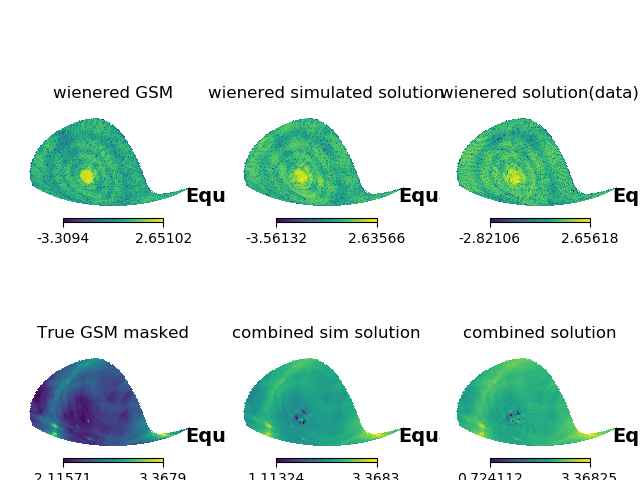 wienered GSM
wienered simulated solution
wienered solution(data)
Equ
Equ
Eq
-3.3094 2.65102
-3.56132 2.63566
-2.82106 2.65618
True GSM masked
combined sim solution
combined solution
Equ
Equ
Eq
2.11571 3.3679
1.11324 3.3683
0.724112 3.36825